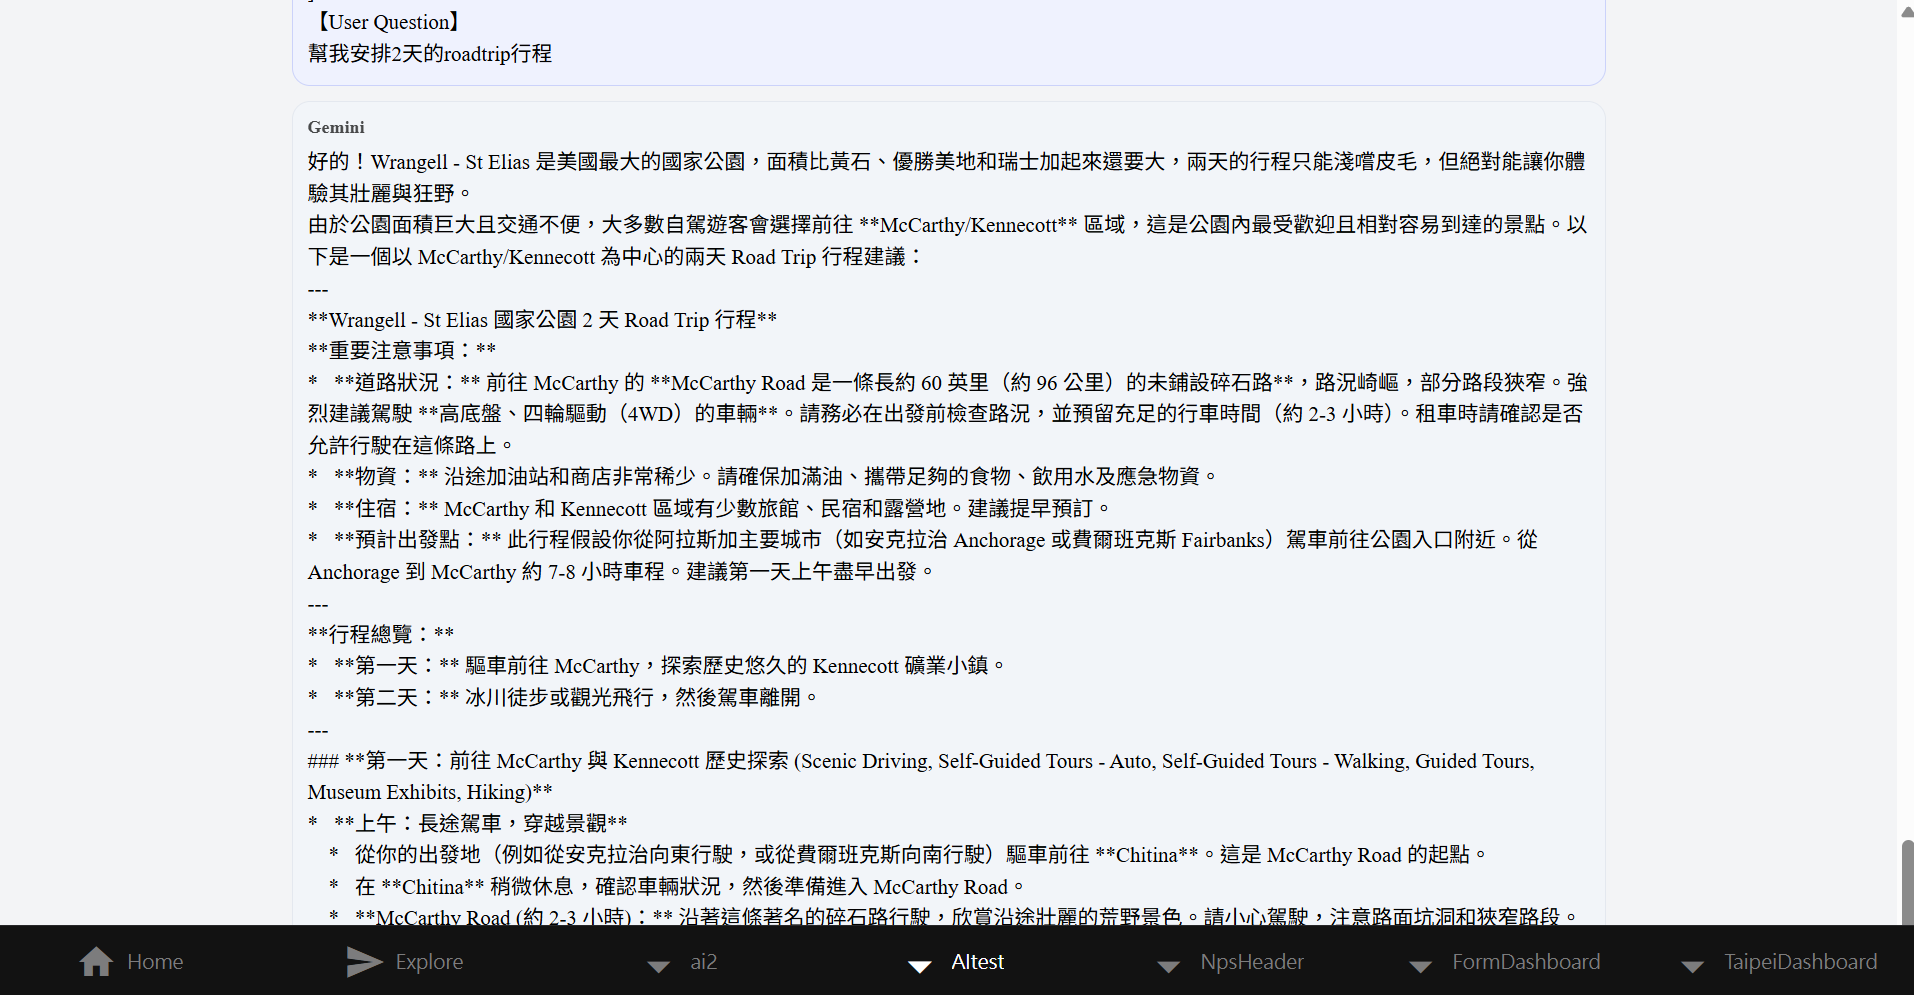 【User Question】
幫我安排2天的roadtrip行程
Gemini
好的！Wrangell - St Elias 是美國最大的國家公園，面積比黃石、優勝美地和瑞士加起來還要大，兩天的行程只能淺嚐皮毛，但絕對能讓你體
驗其壯麗與狂野。
由於公園面積巨大且交通不便，大多數自駕遊客會選擇前往 **McCarthy/Kennecott** 區域，這是公園內最受歡迎且相對容易到達的景點。以
下是一個以 McCarthy/Kennecott 為中心的兩天 Road Trip 行程建議：
---
**Wrangell - St Elias 國家公園 2 天 Road Trip 行程**
**重要注意事項：**
*   **道路狀況：** 前往 McCarthy 的 **McCarthy Road 是一條長約 60 英里（約 96 公里）的未鋪設碎石路**，路況崎嶇，部分路段狹窄。強
烈建議駕駛 **高底盤、四輪驅動（4WD）的車輛**。請務必在出發前檢查路況，並預留充足的行車時間（約 2-3 小時）。租車時請確認是否
允許行駛在這條路上。
*   **物資：** 沿途加油站和商店非常稀少。請確保加滿油、攜帶足夠的食物、飲用水及應急物資。
*   **住宿：** McCarthy 和 Kennecott 區域有少數旅館、民宿和露營地。建議提早預訂。
*   **預計出發點：** 此行程假設你從阿拉斯加主要城市（如安克拉治 Anchorage 或費爾班克斯 Fairbanks）駕車前往公園入口附近。從
Anchorage 到 McCarthy 約 7-8 小時車程。建議第一天上午盡早出發。
---
**行程總覽：**
*   **第一天：** 驅車前往 McCarthy，探索歷史悠久的 Kennecott 礦業小鎮。
*   **第二天：** 冰川徒步或觀光飛行，然後駕車離開。
---
### **第一天：前往 McCarthy 與 Kennecott 歷史探索 (Scenic Driving, Self-Guided Tours - Auto, Self-Guided Tours - Walking, Guided Tours,
Museum Exhibits, Hiking)**
*   **上午：長途駕車，穿越景觀**
    *   從你的出發地（例如從安克拉治向東行駛，或從費爾班克斯向南行駛）驅車前往 **Chitina**。這是 McCarthy Road 的起點。
    *   在 **Chitina** 稍微休息，確認車輛狀況，然後準備進入 McCarthy Road。
    *   **McCarthy Road (約 2-3 小時)：** 沿著這條著名的碎石路行駛，欣賞沿途壯麗的荒野景色。請小心駕駛，注意路面坑洞和狹窄路段。
Home
Explore
ai2
AItest
NpsHeader
FormDashboard
TaipeiDashboard